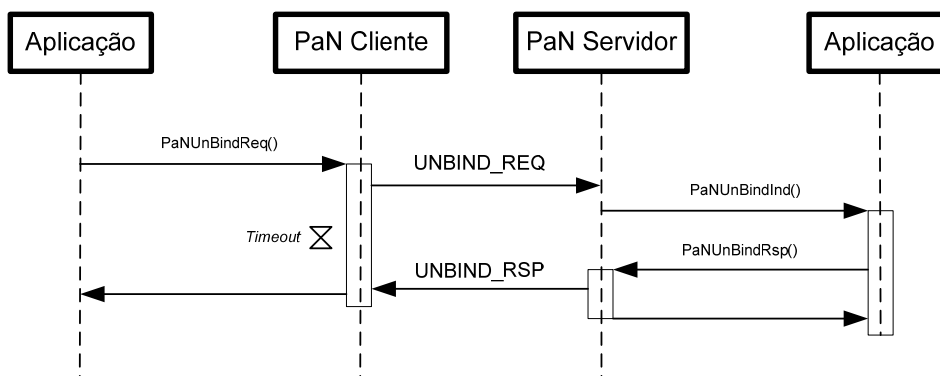 Aplicação
PaN Cliente
PaN Servidor
Aplicação
PaNUnBindReq()
UNBIND_REQ
PaNUnBindInd()
Timeout
PaNUnBindRsp()
UNBIND_RSP